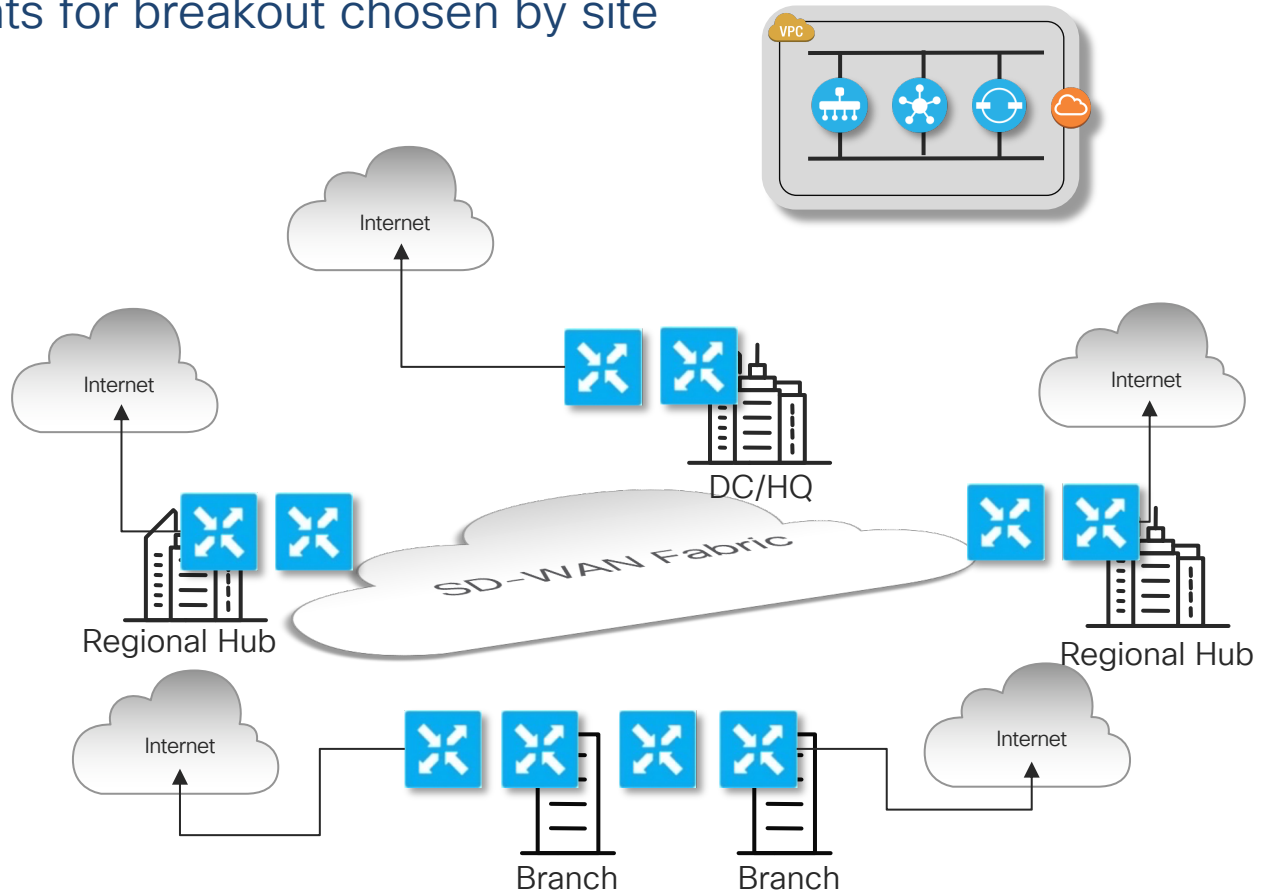 for breakout chosen by site
VPC
Internet
Internet
Internet
DC/HQ
SD-WAN Fabric
Regional Hub
Regional Hub
Internet
Internet
Branch
Branch